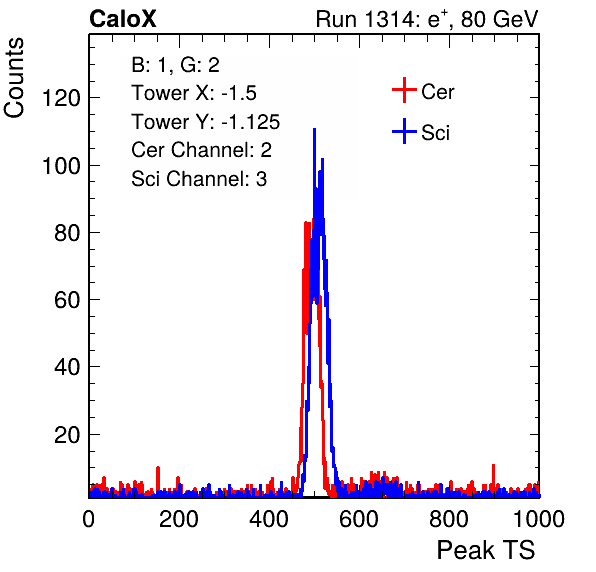 CaloX Run 1314: e⁺, 80 GeV
Counts
B: 1, G: 2
Tower X: -1.5
Tower Y: -1.125
Cer Channel: 2
Sci Channel: 3
Cer
Sci
120
100
80
60
40
20
0 200 400 600 800 1000
Peak TS